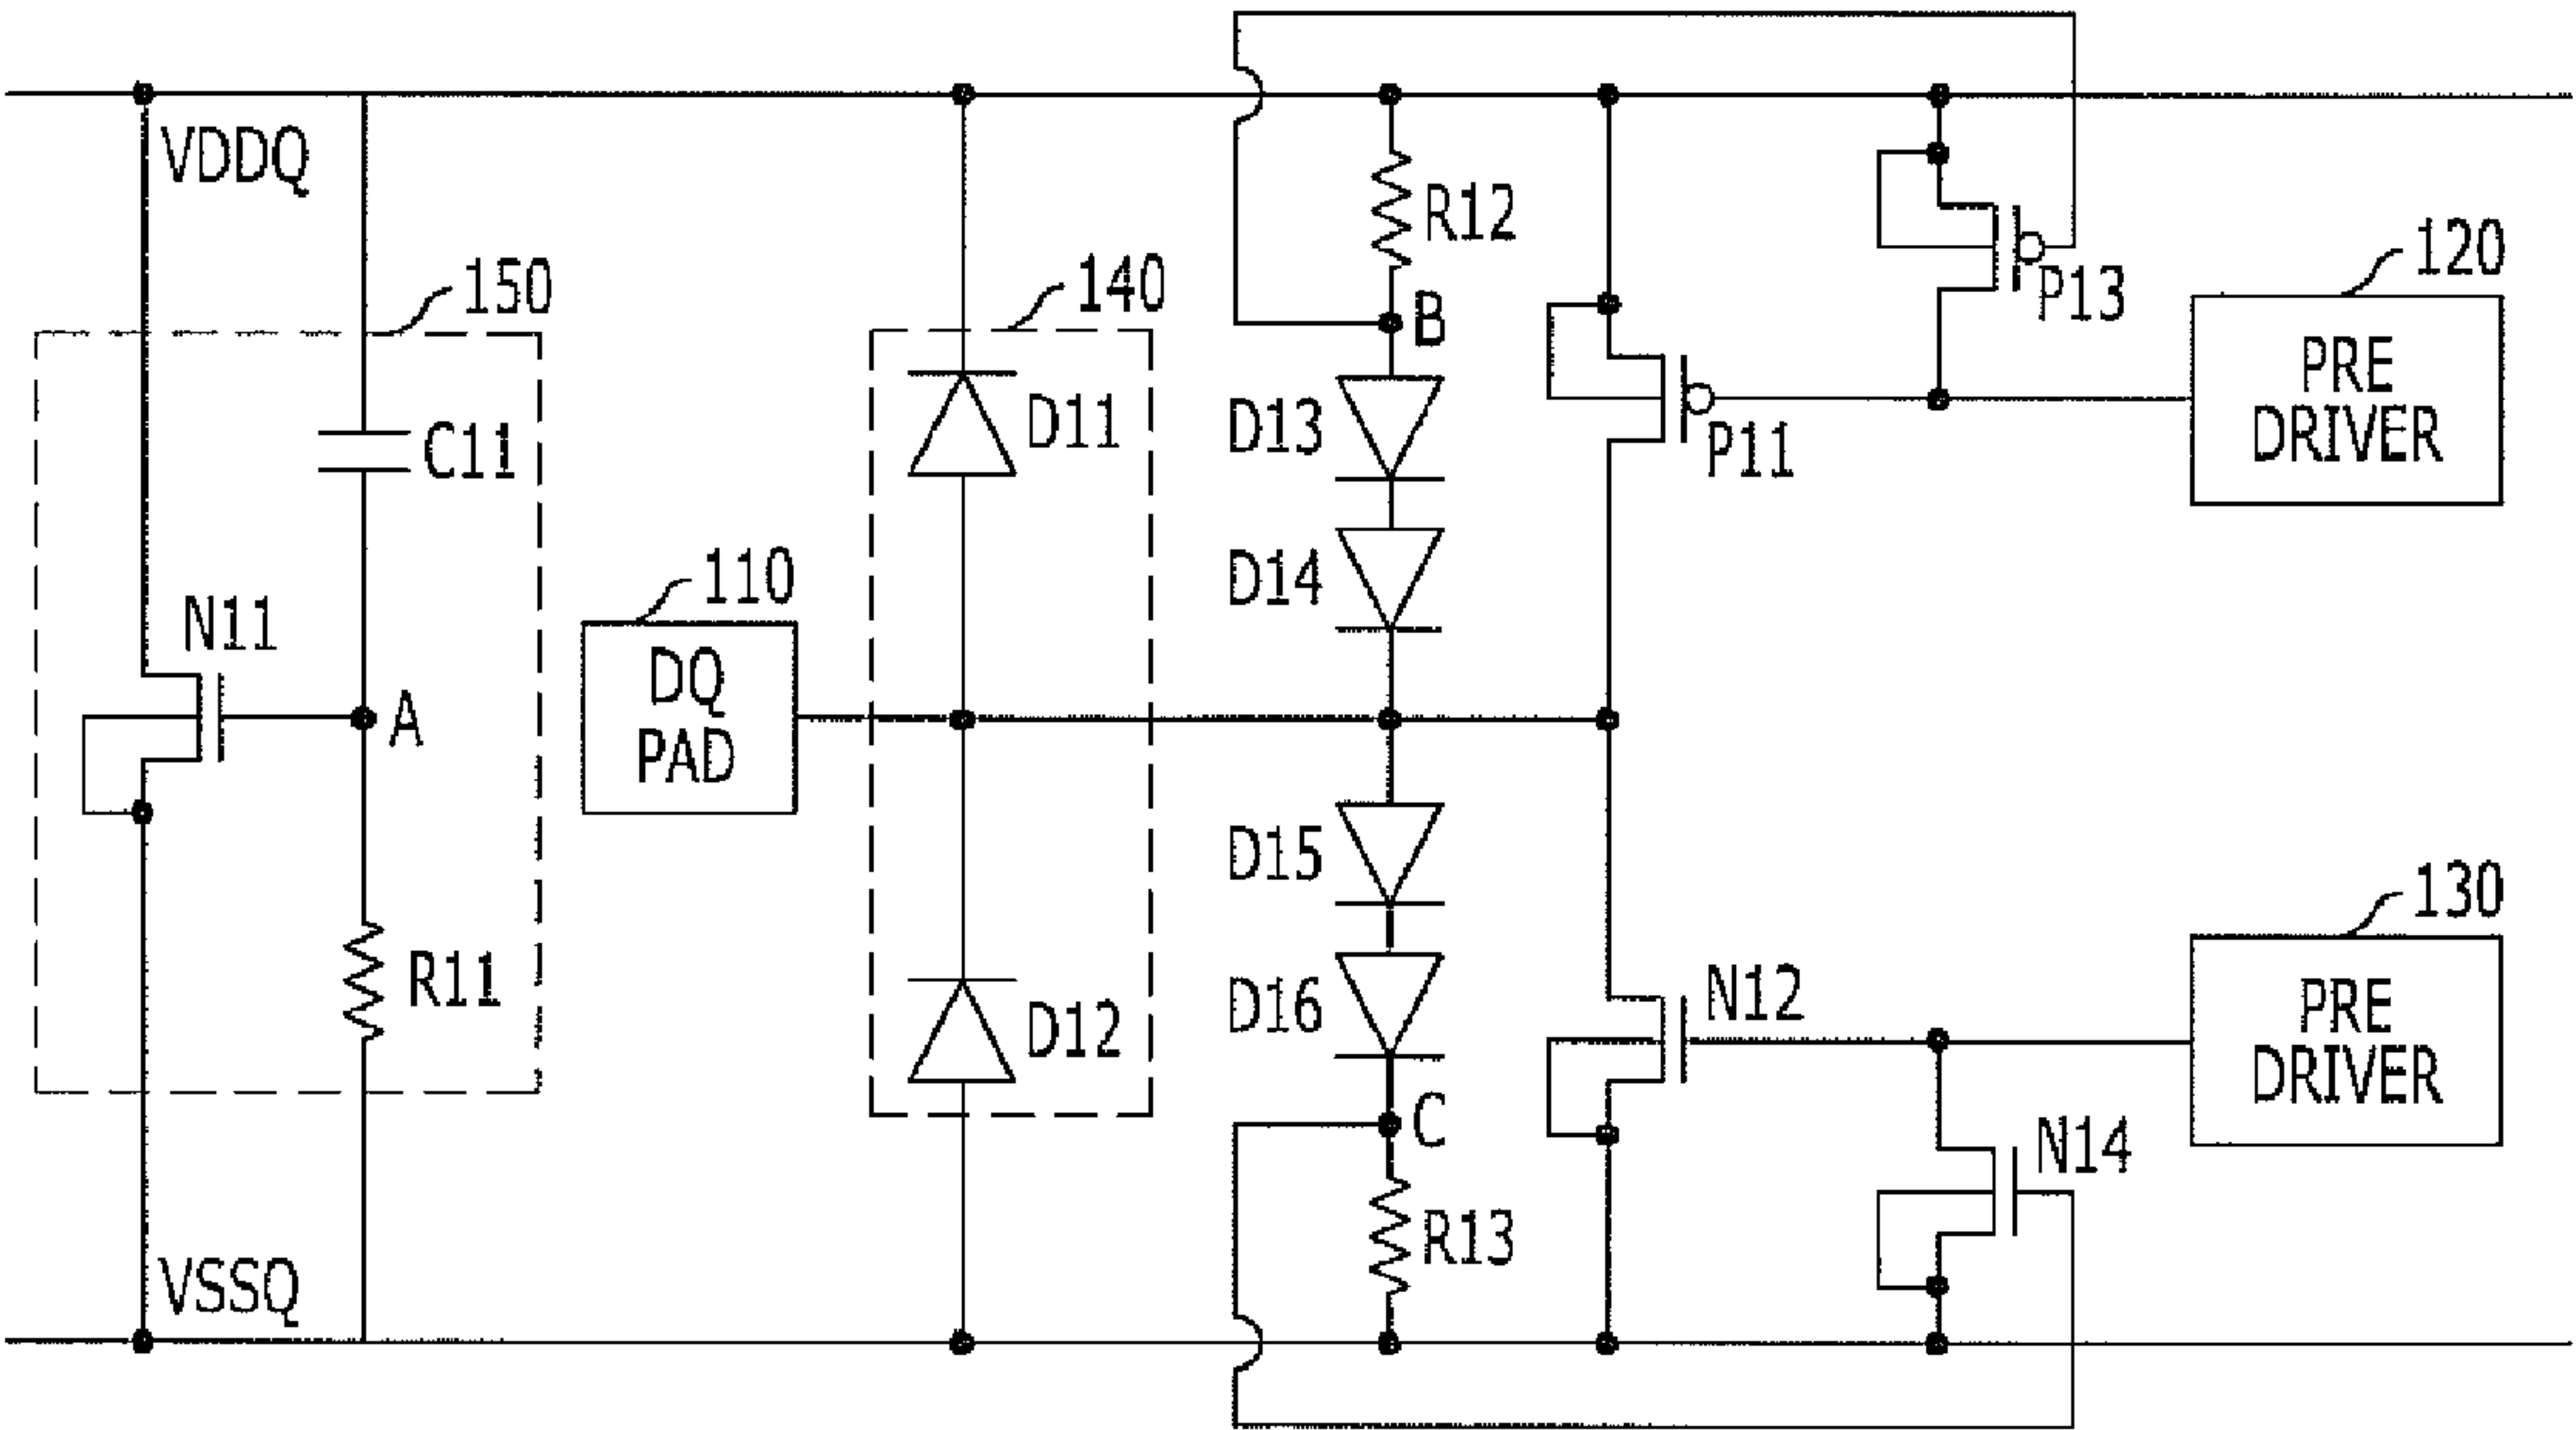 VDDQ
R12
120
150
140
P13
B
PRE
DRIVER
D13
D11
C11
P11
110
D14
N11
DQ
PAD
A
D15
130
R11
D16
N12
PRE
DRIVER
D12
C
N14
R13
VSSQ